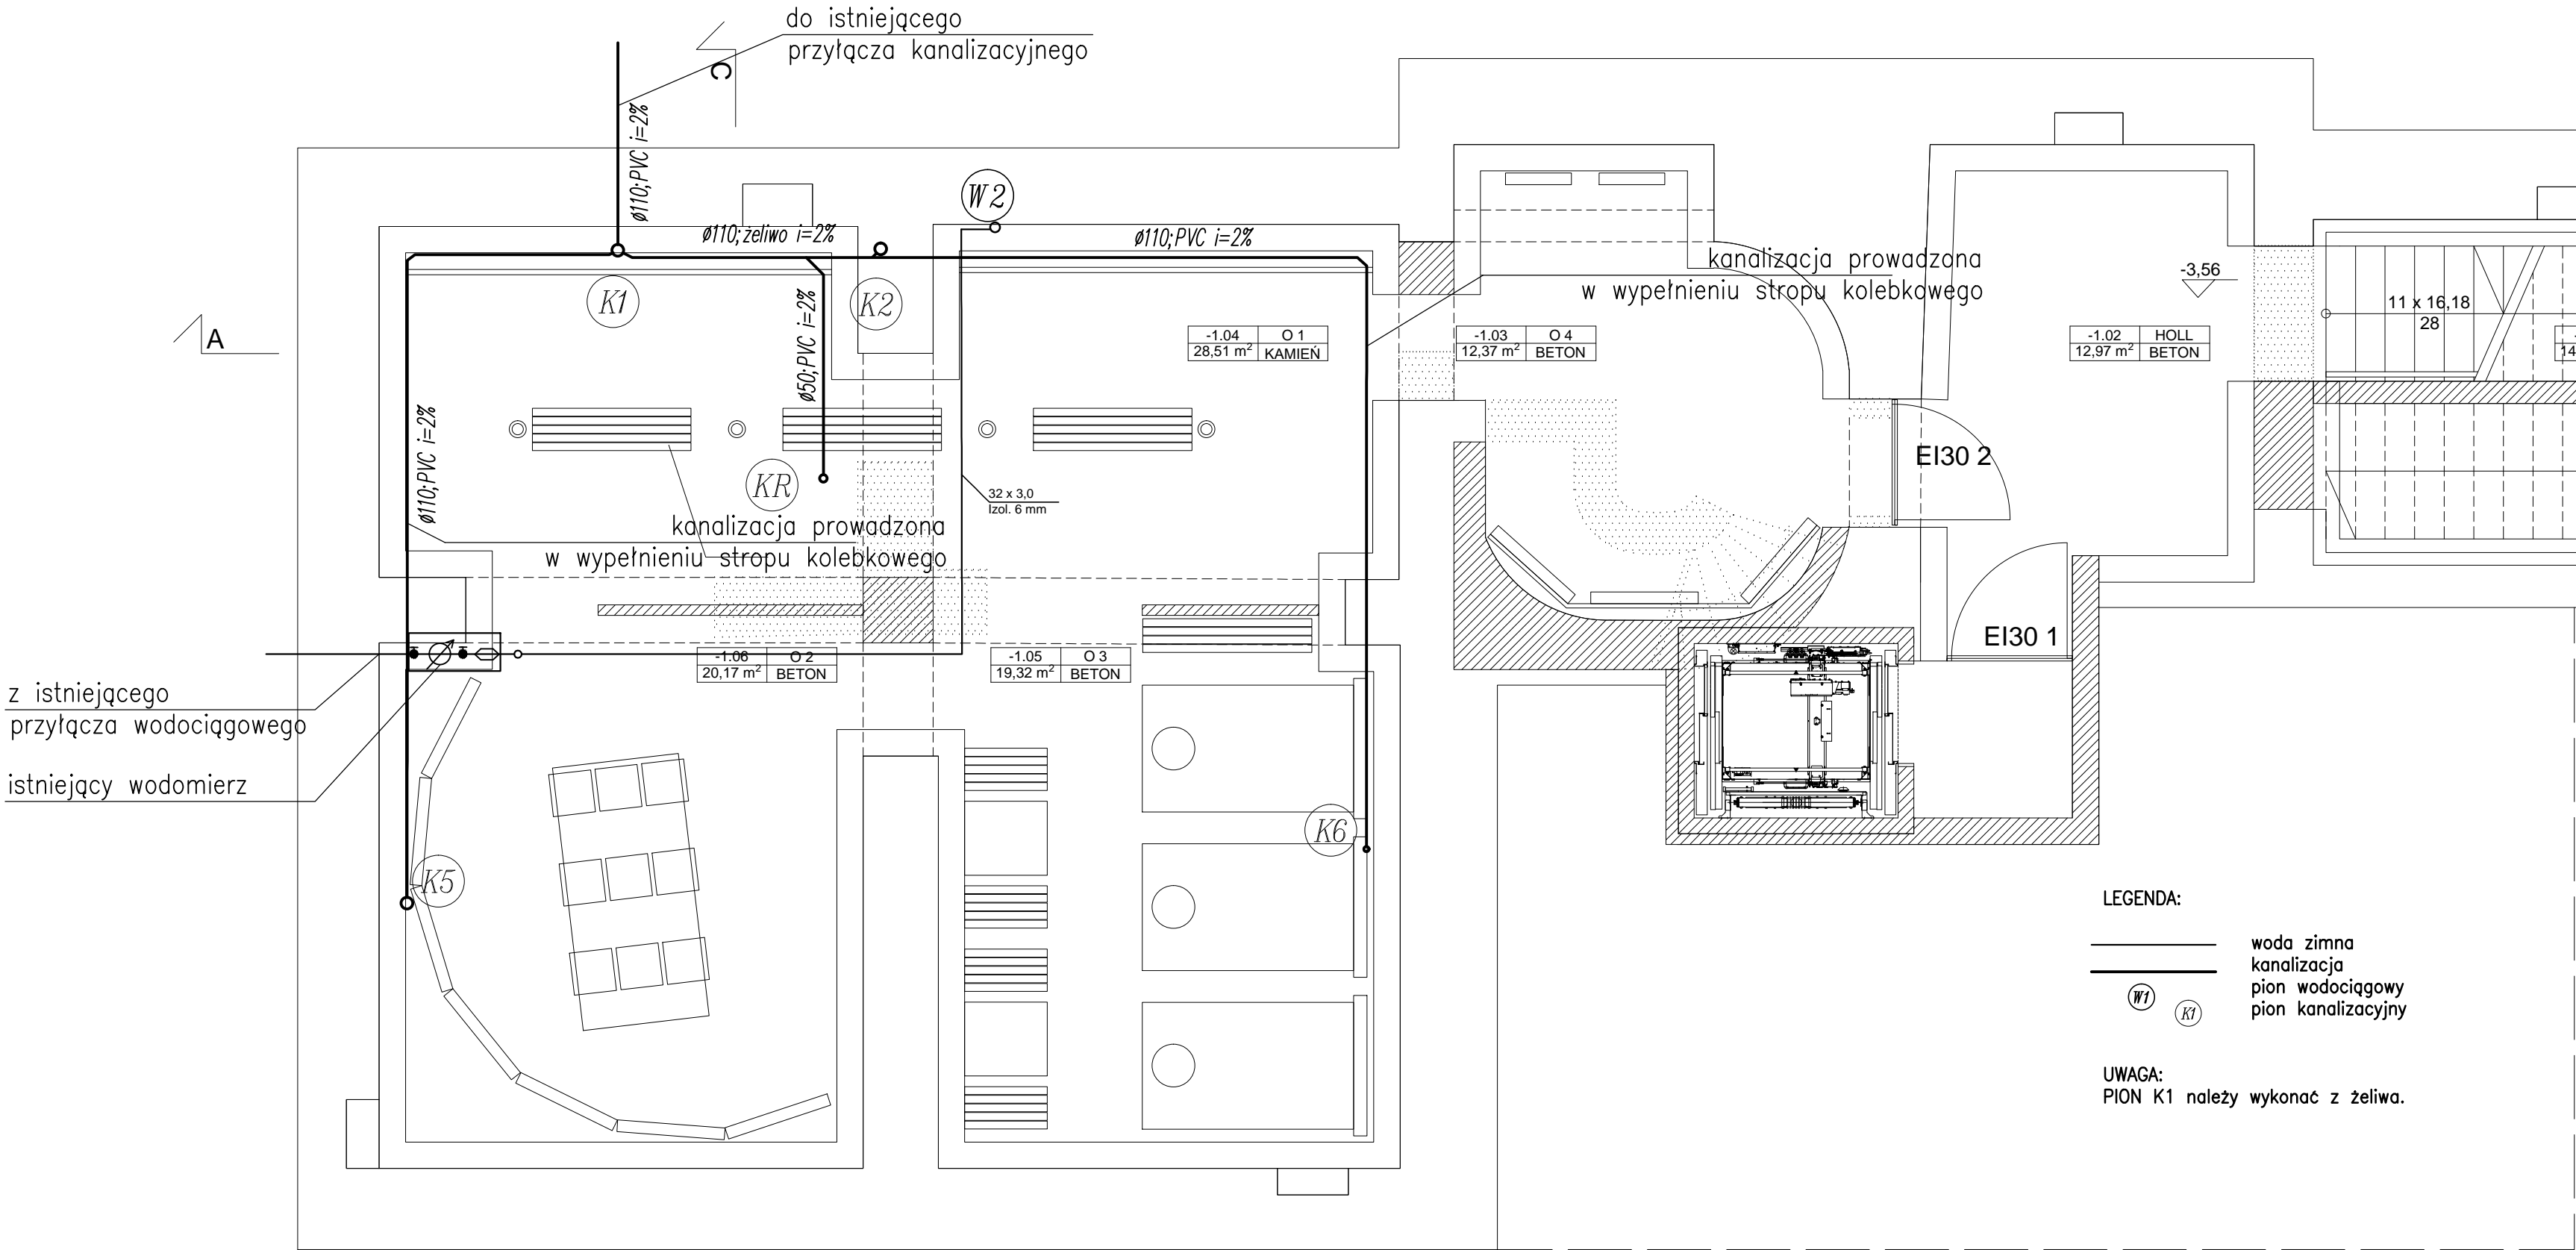 do istniejącego
przyłącza kanalizacyjnego
C
ø110;PVC i=2%
W2
ø110;żeliwo i=2%
ø110;PVC i=2%
kanalizacja prowadzona
w wypełnieniu stropu kolebkowego
-3,56
K1
K2
ø50;PVC i=2%
11 x 16,18
28
A
-1.04 O 1
28,51 m² KAMIEŃ
-1.03 O 4
12,37 m² BETON
-1.02 HOLL
12,97 m² BETON
14
ø110;PVC i=2%
EI30 2
KR
32 x 3,0
Izol. 6 mm
kanalizacja prowadzona
w wypełnieniu stropu kolebkowego
EI30 1
-1.06 O 2
20,17 m² BETON
-1.05 O 3
19,32 m² BETON
z istniejącego
przyłącza wodociągowego
istniejący wodomierz
K6
K5
LEGENDA:
woda zimna
kanalizacja
W1 pion wodociągowy
K1 pion kanalizacyjny
UWAGA:
PION K1 należy wykonać z żeliwa.